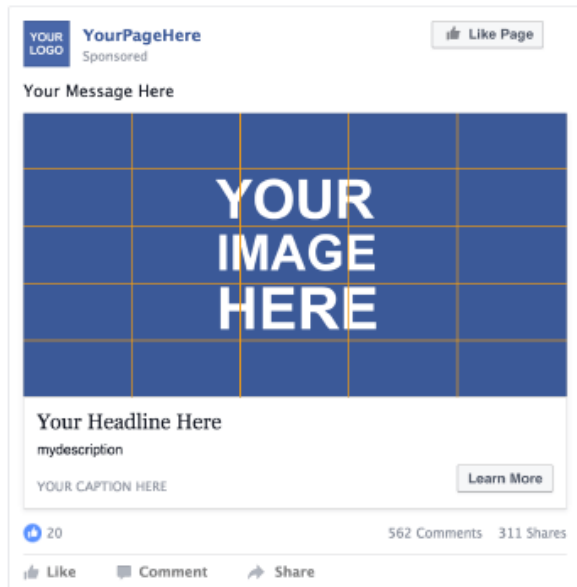 YOUR
LOGO
YourPageHere
Sponsored
Like Page
Your Message Here
YOUR
IMAGE
HERE
Your Headline Here
mydescription
YOUR CAPTION HERE
Learn More
20
562 Comments 311 Shares
Like Comment Share